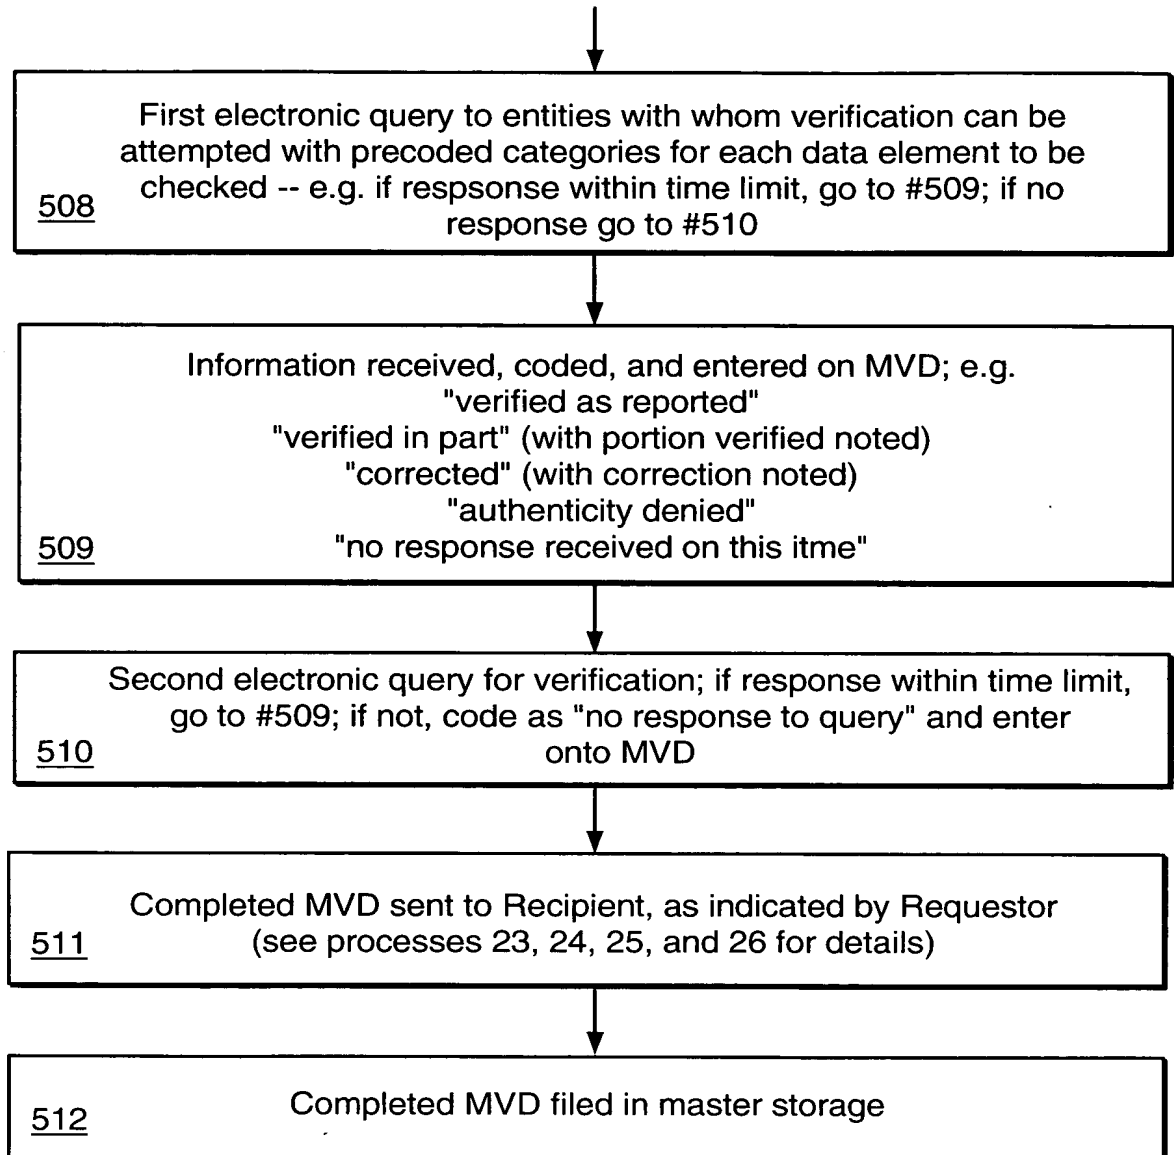 First electronic query to entities with whom verification can be
attempted with precoded categories for each data element to be
checked -- e.g. if respsonse within time limit, go to #509; if no
response go to #510
508
Information received, coded, and entered on MVD; e.g.
"verified as reported"
"verified in part" (with portion verified noted)
"corrected" (with correction noted)
"authenticity denied"
"no response received on this itme"
509
Second electronic query for verification; if response within time limit,
go to #509; if not, code as "no response to query" and enter
onto MVD
510
Completed MVD sent to Recipient, as indicated by Requestor
(see processes 23, 24, 25, and 26 for details)
511
Completed MVD filed in master storage
512